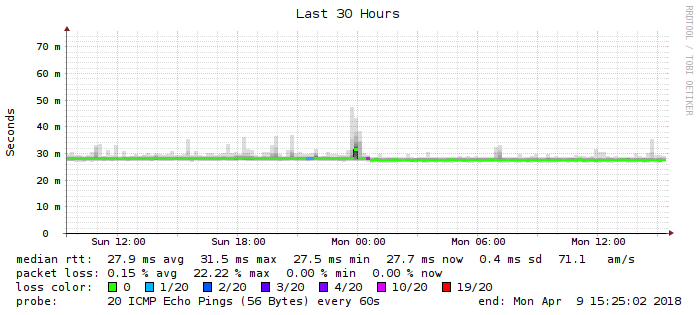 Last 30 Hours
RRDTOOL / TOBI OETIKER
Seconds
70 m
60 m
50 m
40 m
30 m
20 m
10 m
0
Sun 12:00 Sun 18:00 Mon 00:00 Mon 06:00 Mon 12:00
median rtt: 27.9 ms avg 31.5 ms max 27.5 ms min 27.7 ms now 0.4 ms sd 71.1 am/s
packet loss: 0.15 % avg 22.22 % max 0.00 % min 0.00 % now
loss color: 0 1/20 2/20 3/20 4/20 10/20 19/20
probe: 20 ICMP Echo Pings (56 Bytes) every 60s end: Mon Apr 9 15:25:02 2018